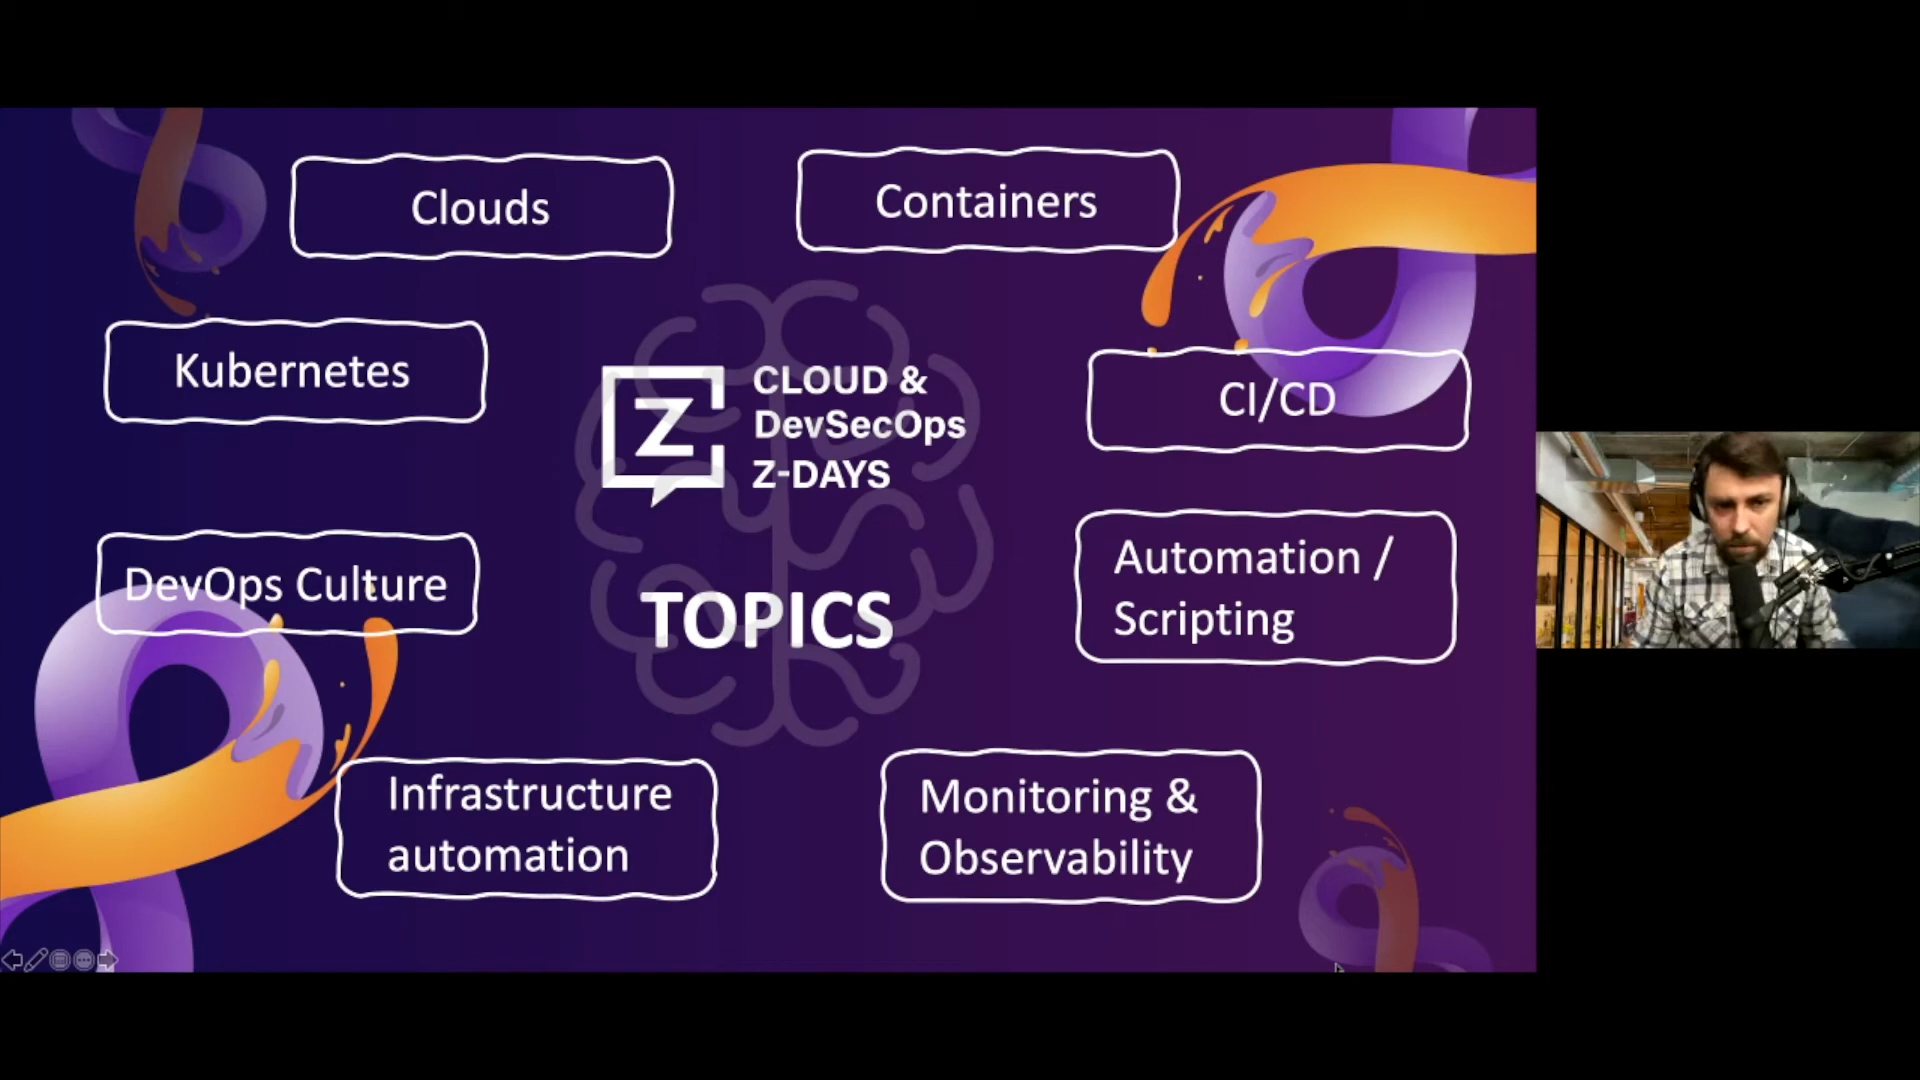 Clouds
Containers
Kubernetes
Z
CLOUD &
DevSecOps
Z-DAYS
CI/CD
DevOps Culture
TOPICS
Automation /
Scripting
Infrastructure
automation
Monitoring &
Observability